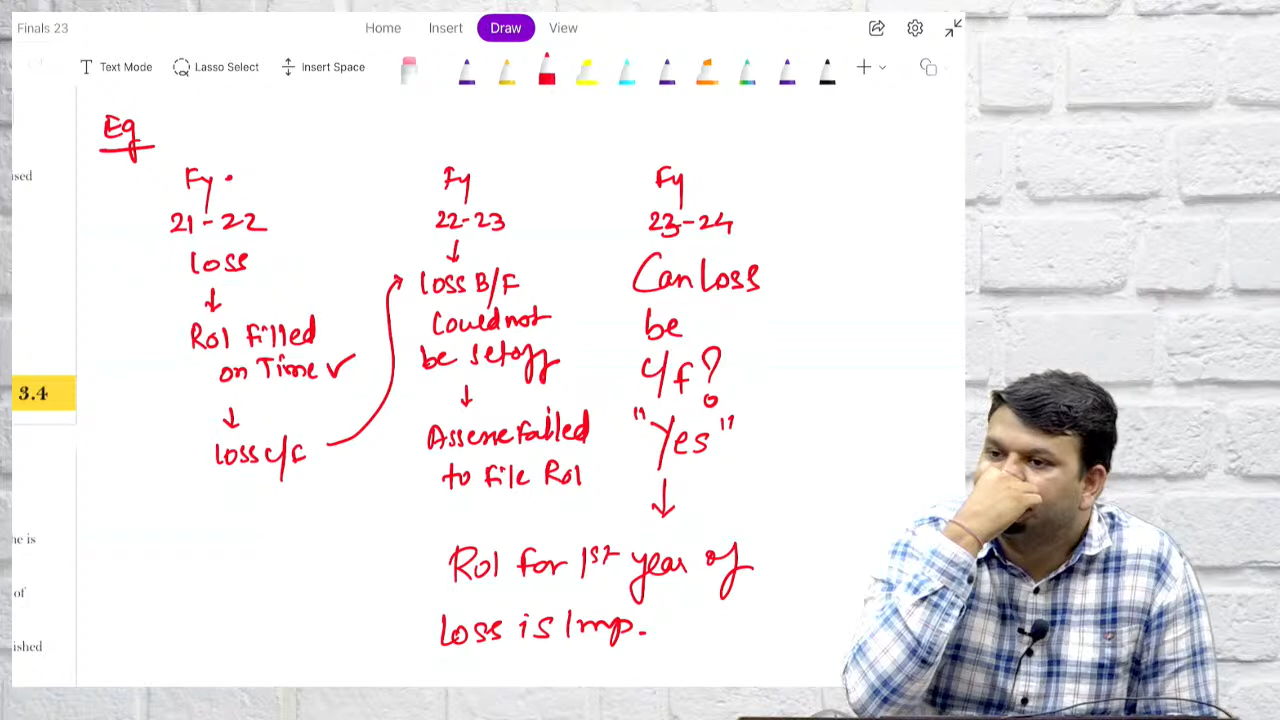 Finals 23
Home Insert Draw View
Text Mode Lasso Select Insert Space
Eg
Fy
21-22
Loss
↓
RoI Filled
on Time ✓
↓
Loss c/f
Fy
22-23
↓
Loss B/F
Could not
be setoff
↓
to File RoI
Fy
23-24
Can Loss
be
c/f?
"Yes"
↓
RoI for 1st year of
Loss is Imp.
3.4
of